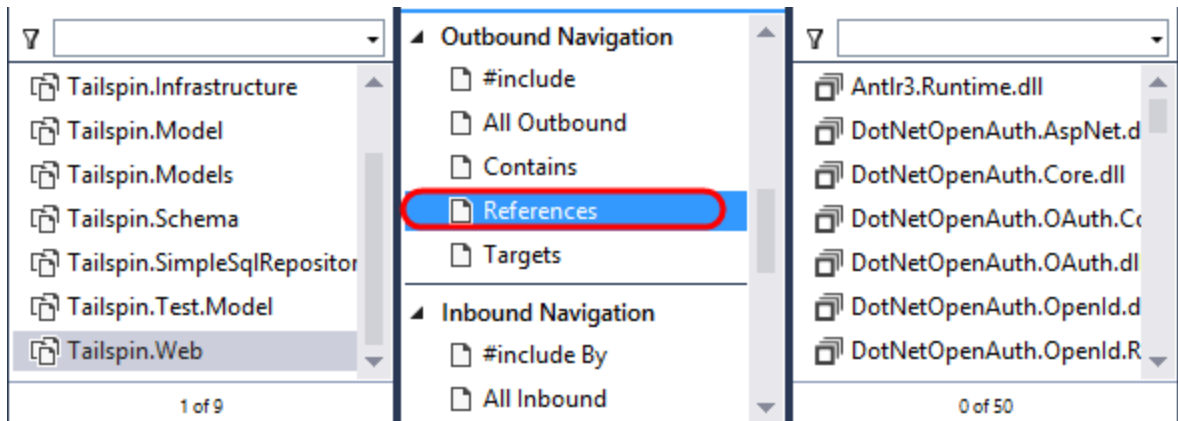 Tailspin.Infrastructure
Tailspin.Model
Tailspin.Models
Tailspin.Schema
Tailspin.SimpleSqlRepositor
Tailspin.Test.Model
Tailspin.Web
1 of 9
Outbound Navigation
#include
All Outbound
Contains
References
Targets
Inbound Navigation
#include By
All Inbound
Antlr3.Runtime.dll
DotNetOpenAuth.AspNet.d
DotNetOpenAuth.Core.dll
DotNetOpenAuth.OAuth.Co
DotNetOpenAuth.OAuth.dl
DotNetOpenAuth.OpenId.d
DotNetOpenAuth.OpenId.R
0 of 50